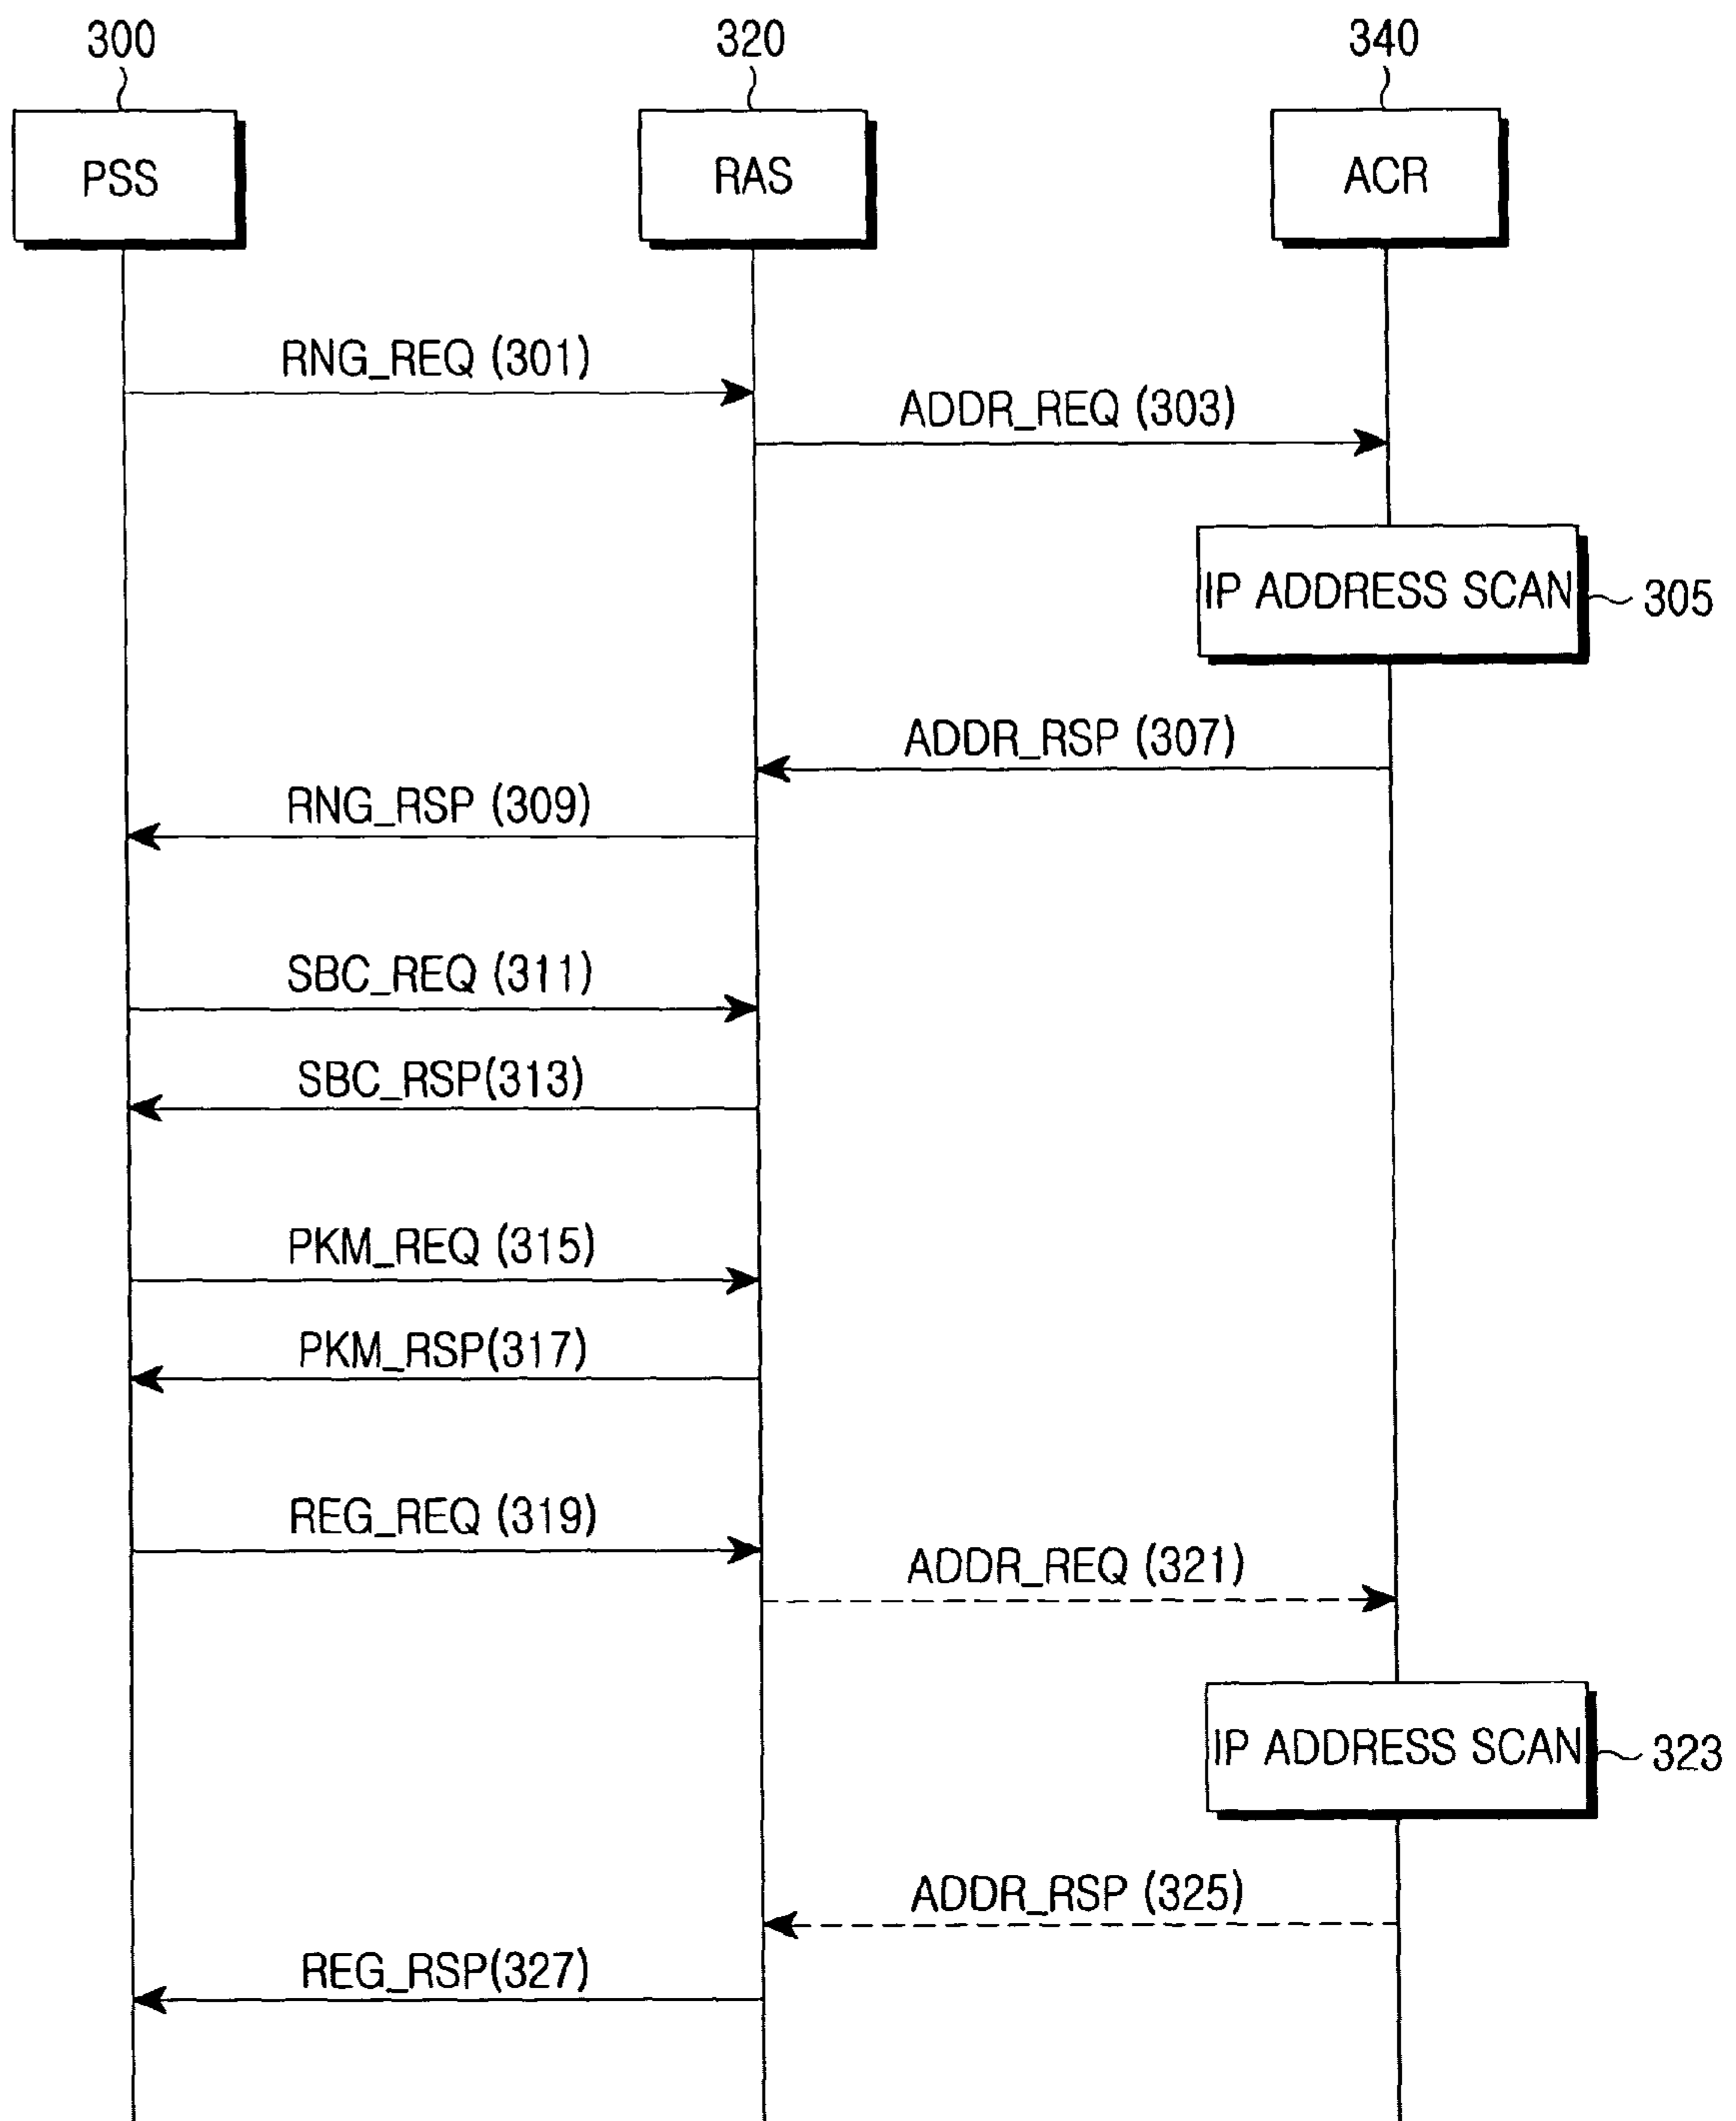 300
320
340
PSS
RAS
ACR
RNG_REQ (301)
ADDR_REQ (303)
IP ADDRESS SCAN
305
ADDR_RSP (307)
RNG_RSP (309)
SBC_REQ (311)
SBC_RSP(313)
PKM_REQ (315)
PKM_RSP(317)
REG_REQ (319)
ADDR_REQ (321)
IP ADDRESS SCAN
323
ADDR_RSP (325)
REG_RSP(327)